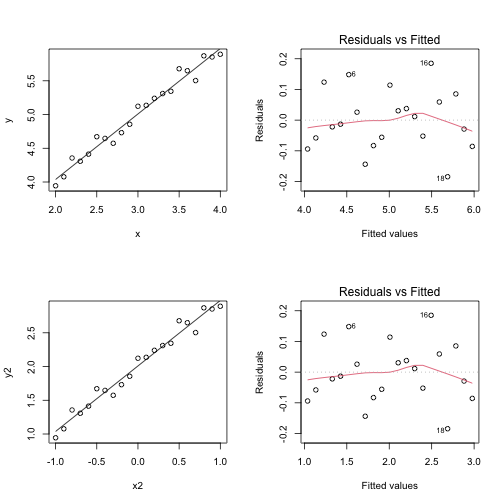 y
4.0 4.5 5.0 5.5
2.0 2.5 3.0 3.5 4.0
x
Residuals vs Fitted
Residuals
-0.2 -0.1 0.0 0.1 0.2
16
6
18
4.0 4.5 5.0 5.5 6.0
Fitted values
y2
1.0 1.5 2.0 2.5
-1.0 -0.5 0.0 0.5 1.0
x2
Residuals vs Fitted
Residuals
-0.2 -0.1 0.0 0.1 0.2
16
6
18
1.0 1.5 2.0 2.5 3.0
Fitted values